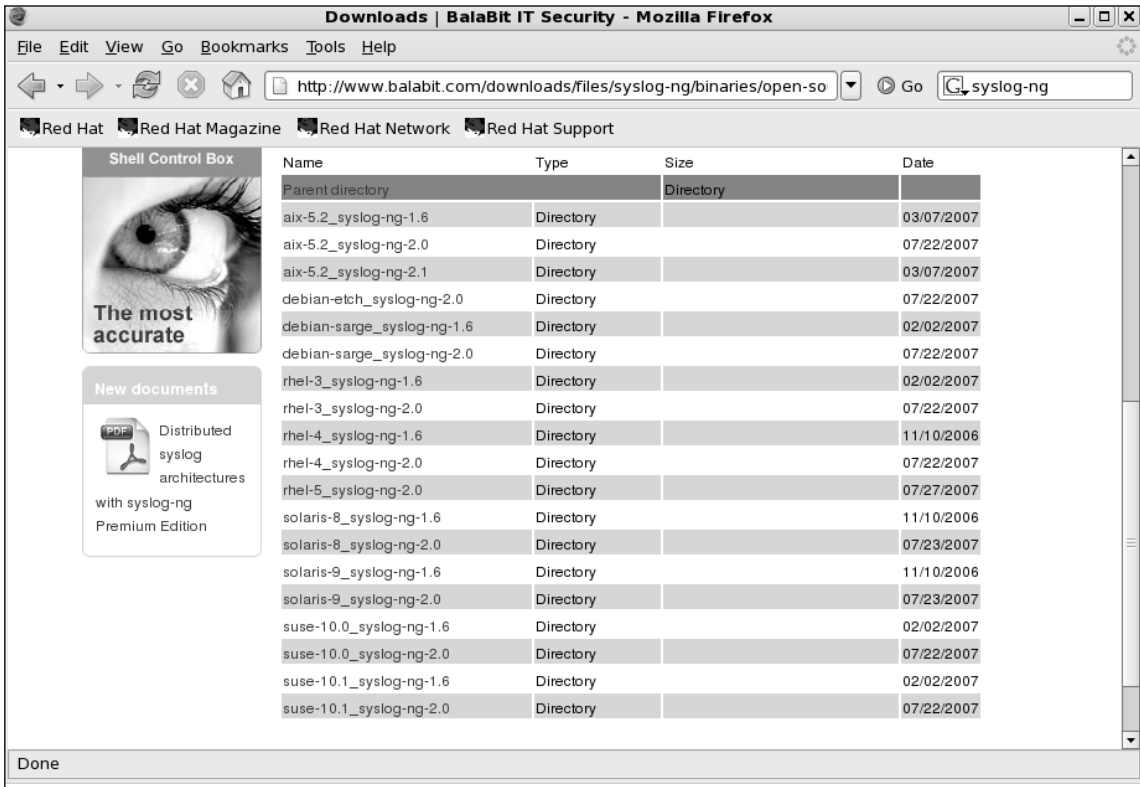 Downloads | BalaBit IT Security - Mozilla Firefox
File Edit View Go Bookmarks Tools Help
http://www.balabit.com/downloads/files/syslog-ng/binaries/open-so
Go
G
syslog-ng
Red Hat Red Hat Magazine Red Hat Network Red Hat Support
Shell Control Box
The most
accurate
New documents
PDF
Distributed
syslog
architectures
with syslog-ng
Premium Edition
Name Type Size Date
Parent directory Directory
aix-5.2_syslog-ng-1.6 Directory 03/07/2007
aix-5.2_syslog-ng-2.0 Directory 07/22/2007
aix-5.2_syslog-ng-2.1 Directory 03/07/2007
debian-etch_syslog-ng-2.0 Directory 07/22/2007
debian-sarge_syslog-ng-1.6 Directory 02/02/2007
debian-sarge_syslog-ng-2.0 Directory 07/22/2007
rhel-3_syslog-ng-1.6 Directory 02/02/2007
rhel-3_syslog-ng-2.0 Directory 07/22/2007
rhel-4_syslog-ng-1.6 Directory 11/10/2006
rhel-4_syslog-ng-2.0 Directory 07/22/2007
rhel-5_syslog-ng-2.0 Directory 07/27/2007
solaris-8_syslog-ng-1.6 Directory 11/10/2006
solaris-8_syslog-ng-2.0 Directory 07/23/2007
solaris-9_syslog-ng-1.6 Directory 11/10/2006
solaris-9_syslog-ng-2.0 Directory 07/23/2007
suse-10.0_syslog-ng-1.6 Directory 02/02/2007
suse-10.0_syslog-ng-2.0 Directory 07/22/2007
suse-10.1_syslog-ng-1.6 Directory 02/02/2007
suse-10.1_syslog-ng-2.0 Directory 07/22/2007
Done